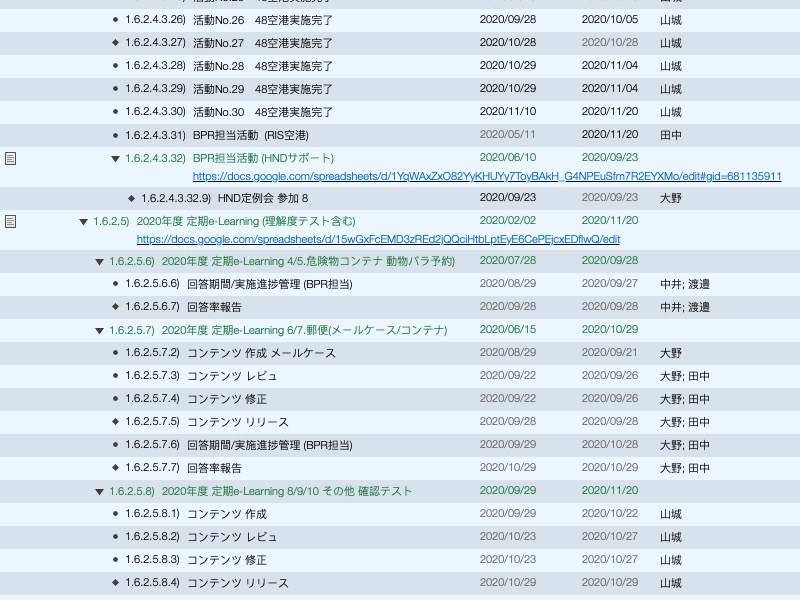 1.6.2.4.3.26) 活動No.26 48空港実施完了 2020/09/28 2020/10/05 山城
1.6.2.4.3.27) 活動No.27 48空港実施完了 2020/10/28 2020/10/28 山城
1.6.2.4.3.28) 活動No.28 48空港実施完了 2020/10/29 2020/11/04 山城
1.6.2.4.3.29) 活動No.29 48空港実施完了 2020/10/29 2020/11/04 山城
1.6.2.4.3.30) 活動No.30 48空港実施完了 2020/11/10 2020/11/20 山城
1.6.2.4.3.31) BPR担当活動 (RIS空港) 2020/05/11 2020/11/20 田中
1.6.2.4.3.32) BPR担当活動 (HNDサポート) 2020/06/10 2020/09/23
https://docs.google.com/spreadsheets/d/1YqWAxZxO82YyKHUYy7ToyBAkH_G4NPEuSfm7R2EYXMo/edit#gid=681135911
1.6.2.4.3.32.9) HND定例会 参加 8 2020/09/23 2020/09/23 大野
1.6.2.5) 2020年度 定期e-Learning (理解度テスト含む) 2020/02/02 2020/11/20
https://docs.google.com/spreadsheets/d/15wGxFcEMD3zREd2jQQciHtbLptEyE6CePEjcxEDflwQ/edit
1.6.2.5.6) 2020年度 定期e-Learning 4/5.危険物コンテナ 動物バラ予約) 2020/07/28 2020/09/28
1.6.2.5.6.6) 回答期間/実施進捗管理 (BPR担当) 2020/08/29 2020/09/27 中井; 渡邉
1.6.2.5.6.7) 回答率報告 2020/09/28 2020/09/28 中井; 渡邉
1.6.2.5.7) 2020年度 定期e-Learning 6/7.郵便(メールケース/コンテナ) 2020/06/15 2020/10/29
1.6.2.5.7.2) コンテンツ 作成 メールケース 2020/08/29 2020/09/21 大野
1.6.2.5.7.3) コンテンツ レビュ 2020/09/22 2020/09/26 大野; 田中
1.6.2.5.7.4) コンテンツ 修正 2020/09/22 2020/09/26 大野; 田中
1.6.2.5.7.5) コンテンツ リリース 2020/09/28 2020/09/28 大野; 田中
1.6.2.5.7.6) 回答期間/実施進捗管理 (BPR担当) 2020/09/29 2020/10/28 大野; 田中
1.6.2.5.7.7) 回答率報告 2020/10/29 2020/10/29 大野; 田中
1.6.2.5.8) 2020年度 定期e-Learning 8/9/10 その他 確認テスト 2020/09/29 2020/11/20
1.6.2.5.8.1) コンテンツ 作成 2020/09/29 2020/10/22 山城
1.6.2.5.8.2) コンテンツ レビュ 2020/10/23 2020/10/27 山城
1.6.2.5.8.3) コンテンツ 修正 2020/10/23 2020/10/27 山城
1.6.2.5.8.4) コンテンツ リリース 2020/10/29 2020/10/29 山城